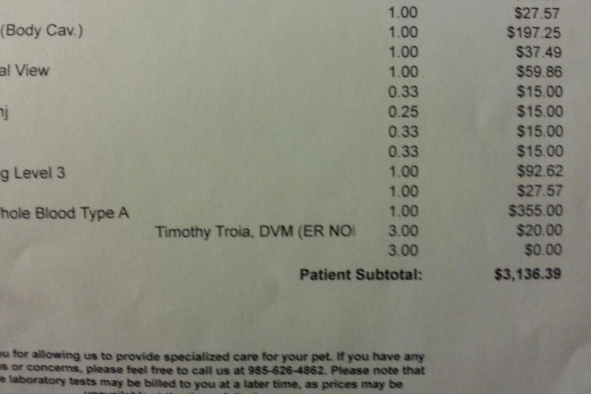 1.00 $27.57
(Body Cav.) 1.00 $197.25
1.00 $37.49
al View 1.00 $59.86
0.33 $15.00
nj 0.25 $15.00
0.33 $15.00
0.33 $15.00
g Level 3 1.00 $92.62
1.00 $27.57
hole Blood Type A 1.00 $355.00
Timothy Troia, DVM (ER NO 3.00 $20.00
3.00 $0.00
Patient Subtotal: $3,136.39
u for allowing us to provide specialized care for your pet. If you have any
s or concerns, please feel free to call us at 985-626-4862. Please note that
e laboratory tests may be billed to you at a later time, as prices may be